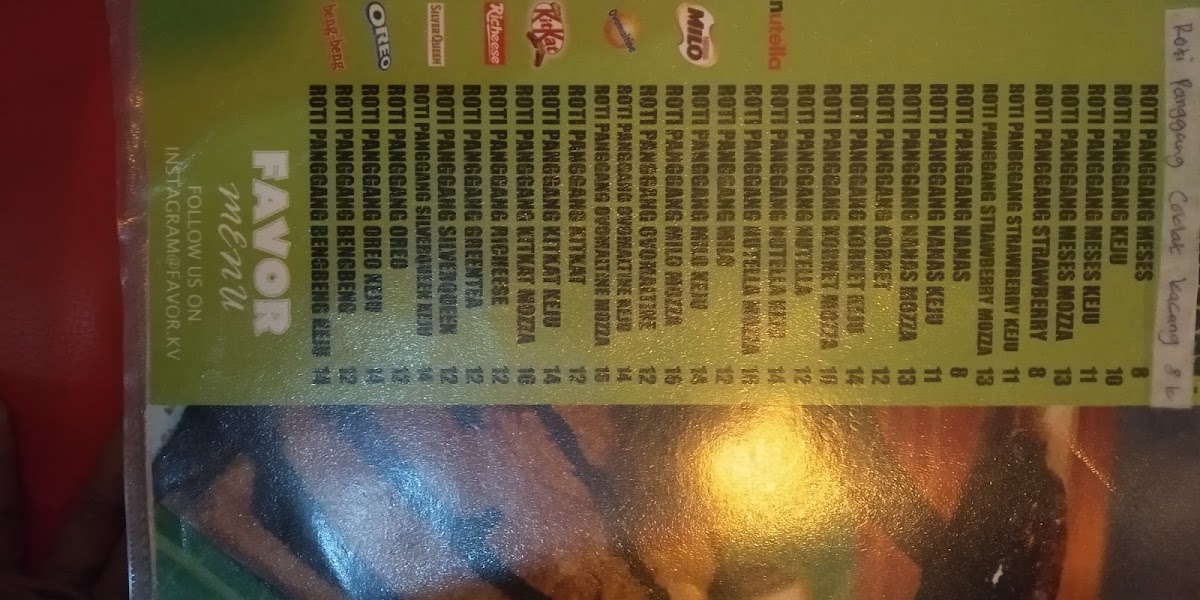 Roti Panggang Coklat kacang 8 k
ROTI PANGGANG MESES 8
ROTI PANGGANG KEJU 10
ROTI PANGGANG MESES KEJU 11
ROTI PANGGANG MESES MOZZA 13
ROTI PANGGANG STRAWBERRY 8
ROTI PANGGANG STRAWBERRY KEJU 11
ROTI PANGGANG STRAWBERRY MOZZA 13
ROTI PANGGANG NANAS 8
ROTI PANGGANG NANAS KEJU 11
ROTI PANGGANG NANAS MOZZA 13
ROTI PANGGANG KORNET 12
ROTI PANGGANG KORNET KEJU 14
ROTI PANGGANG KORNET MOZZA 16
ROTI PANGGANG NUTELLA 12
ROTI PANGGANG NUTELLA KEJU 14
ROTI PANGGANG NUTELLA MOZZA 16
ROTI PANGGANG MILO 12
ROTI PANGGANG MILO KEJU 14
ROTI PANGGANG MILO MOZZA 16
ROTI PANGGANG OVOMALTINE 12
ROTI PANGGANG OVOMALTINE KEJU 14
ROTI PANGGANG OVOMALTINE MOZZA 16
ROTI PANGGANG KITKAT 12
ROTI PANGGANG KITKAT KEJU 14
ROTI PANGGANG KITKAT MOZZA 16
ROTI PANGGANG RICHEESE 12
ROTI PANGGANG GREENTEA 12
ROTI PANGGANG SILVERQUEEN 12
ROTI PANGGANG SILVERQUEEN KEJU 14
ROTI PANGGANG OREO 12
ROTI PANGGANG OREO KEJU 14
ROTI PANGGANG BENGBENG 12
ROTI PANGGANG BENGBENG KEJU 14
nutella
MILO
Ovomaltine
KitKat
Richeese
SILVERQUEEN
OREO
beng-beng
FAVOR
menu
FOLLOW US ON
INSTAGRAM@FAVOR.KV